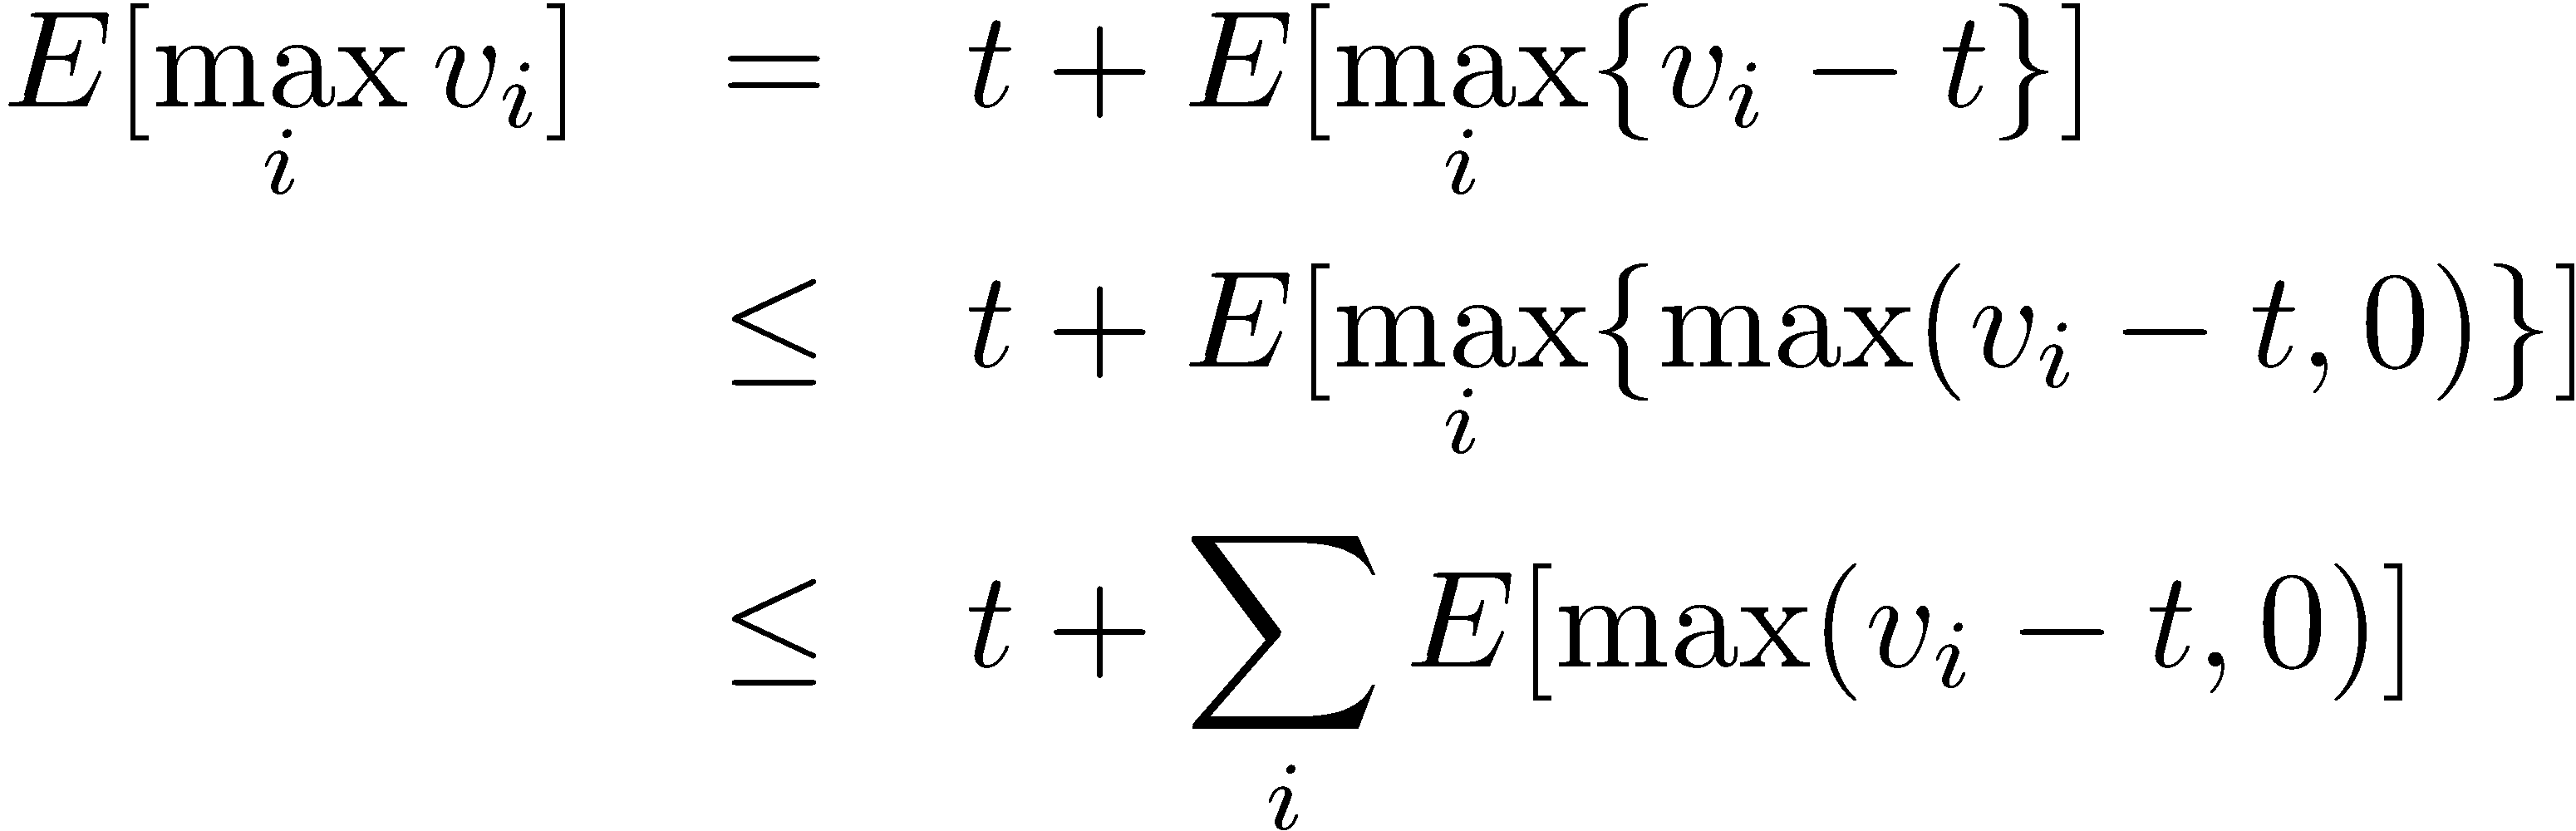 E[max_i v_i] = t + E[max_i{v_i − t}]
≤ t + E[max_i{max(v_i − t, 0)}]
≤ t + ∑_i E[max(v_i − t, 0)]